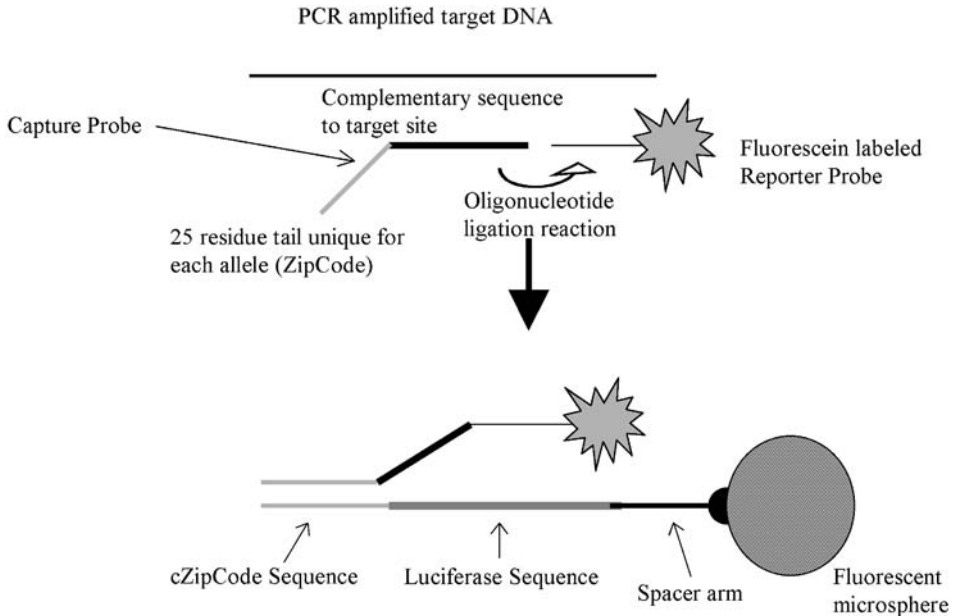 PCR amplified target DNA
Complementary sequence
to target site
Capture Probe
Fluorescein labeled
Reporter Probe
Oligonucleotide
ligation reaction
25 residue tail unique for
each allele (ZipCode)
cZipCode Sequence
Luciferase Sequence
Spacer arm
Fluorescent
microsphere